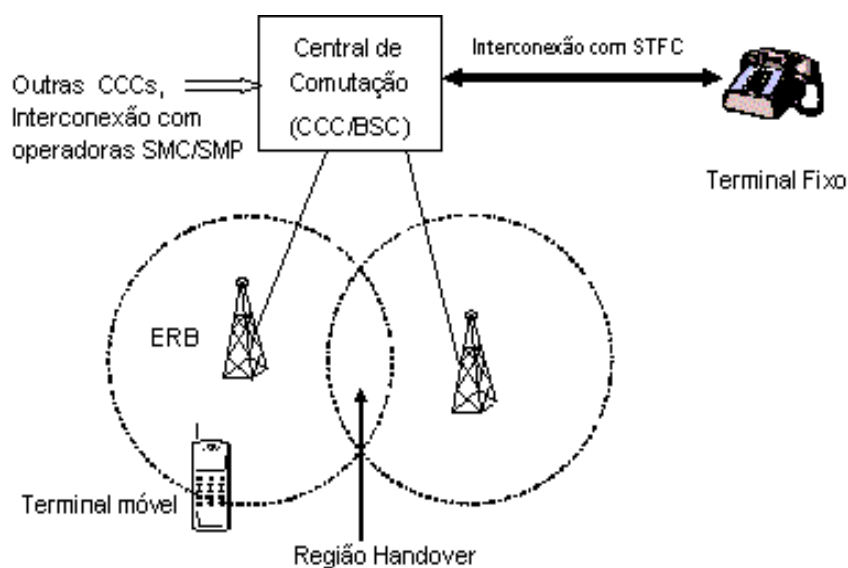 Central de
Comutação
(CCC/BSC)
Interconexão com STFC
Outras CCCs,
Interconexão com
operadoras SMC/SMP
Terminal Fixo
ERB
Terminal móvel
Região Handover